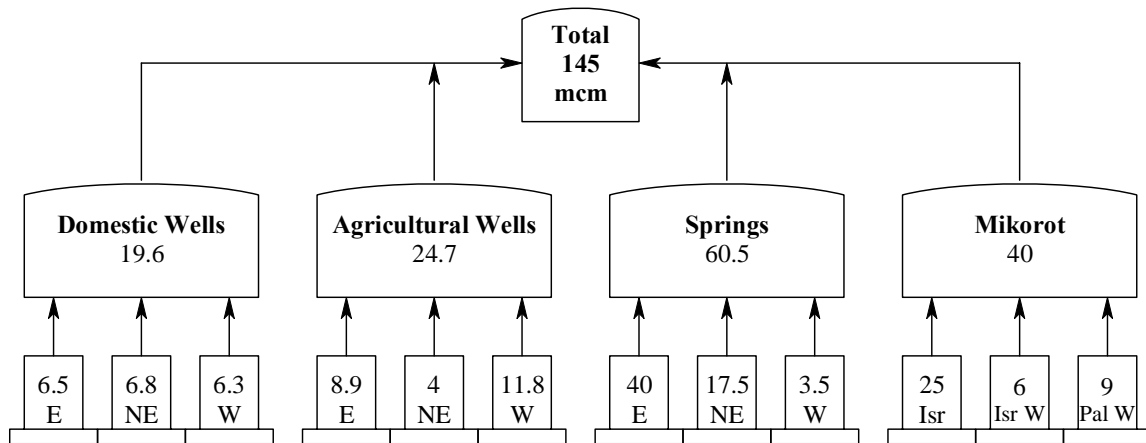 Total
145
mcm
Domestic Wells
19.6
Agricultural Wells
24.7
Springs
60.5
Mikorot
40
6.5
E
6.8
NE
6.3
W
8.9
E
4
NE
11.8
W
40
E
17.5
NE
3.5
W
25
Isr
6
Isr W
9
Pal W